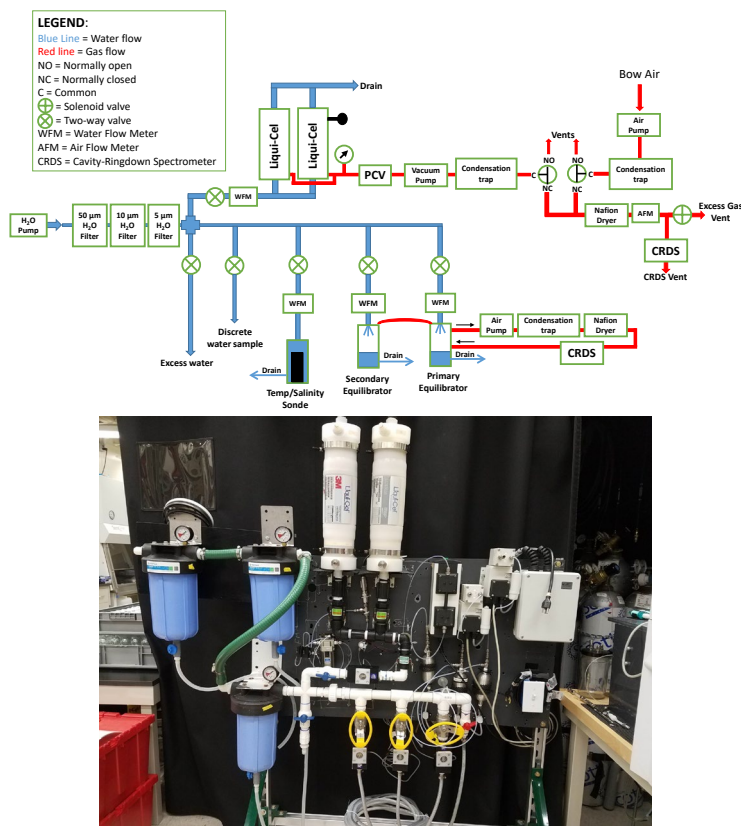 LEGEND:
Blue Line = Water flow
Red line = Gas flow
NO = Normally open
NC = Normally closed
C = Common
= Solenoid valve
= Two-way valve
WFM = Water Flow Meter
AFM = Air Flow Meter
CRDS = Cavity-Ringdown Spectrometer
Drain
Liqui-Cel
Liqui-Cel
Bow Air
Air
Pump
Vents
NO
NO
C
C
NC
NC
PCV
Vacuum
Pump
Condensation
trap
Condensation
trap
WFM
Nafion
Dryer
AFM
Excess Gas
Vent
CRDS
CRDS Vent
H₂O
Pump
50 µm
H₂O
Filter
10 µm
H₂O
Filter
5 µm
H₂O
Filter
WFM
WFM
WFM
Air
Pump
Condensation
trap
Nafion
Dryer
CRDS
Discrete
water sample
Excess water
Drain
Temp/Salinity
Sonde
Drain
Secondary
Equilibrator
Drain
Primary
Equilibrator
3M
Liqui-Cel
Liqui-Cel